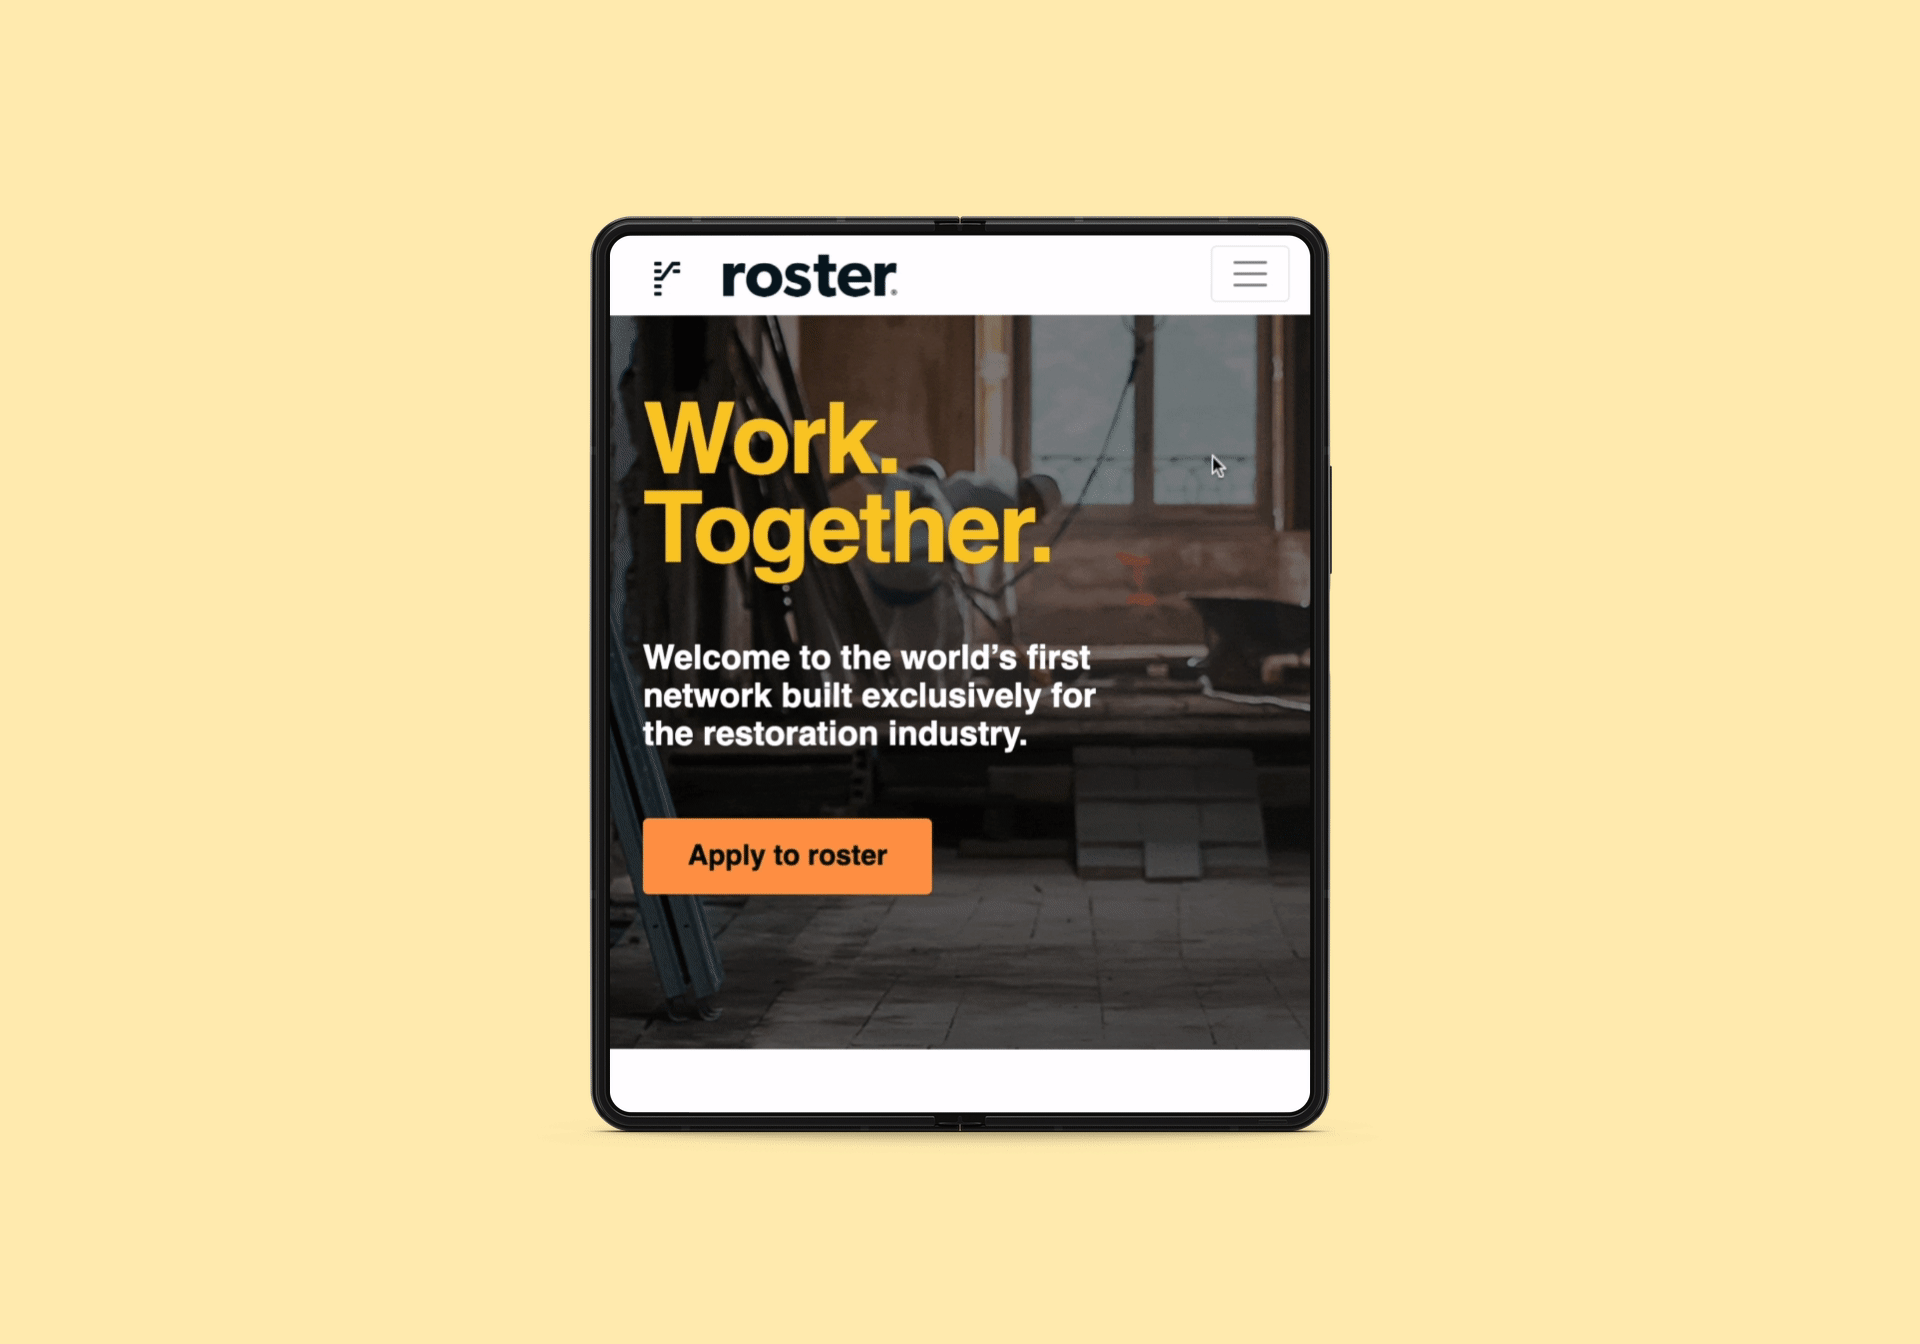 roster®
Work.
Together.
Welcome to the world’s first
network built exclusively for
the restoration industry.
Apply to roster